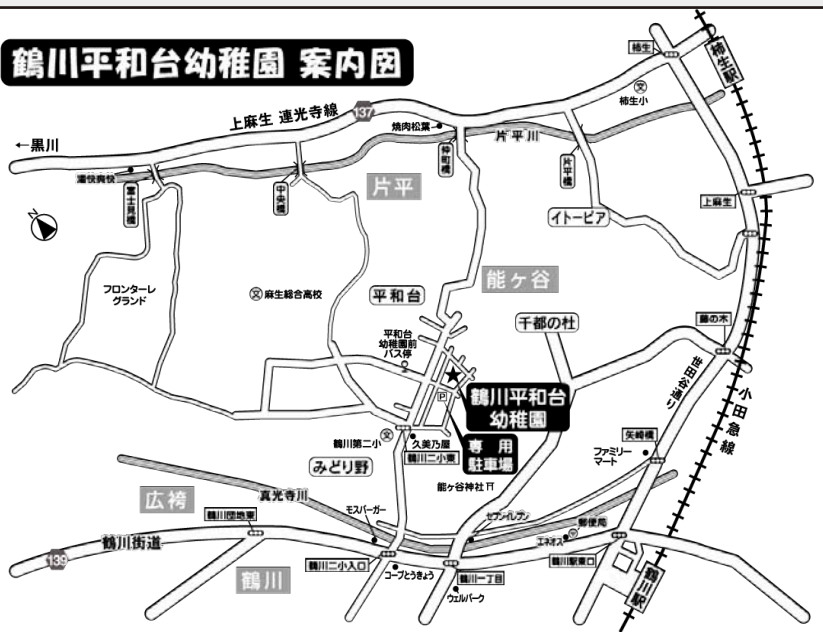 鶴川平和台幼稚園 案内図
柿生
柿生駅
文
柿生小
137
上麻生 連光寺線
焼肉松葉
片平川
←黒川
仲町橋
片平橋
湯快爽快
富士見橋
中央橋
片平
上麻生
イトーピア
N
能ヶ谷
フロンターレ
グランド
文 麻生総合高校
平和台
千都の杜
藤の木
平和台
幼稚園前
バス停
世田谷通り
小田急線
P
鶴川平和台
幼稚園
鶴川第二小
文
久美乃屋
鶴川二小東
専用
駐車場
矢崎橋
ファミリー
マート
みどり野
能ヶ谷神社
広袴
真光寺川
鶴川団地東
モスバーガー
セブンイレブン
郵便局
エネオス
鶴川街道
139
鶴川二小入口
コープとうきょう
鶴川一丁目
鶴川駅東口
鶴川駅
鶴川
ウェルパーク